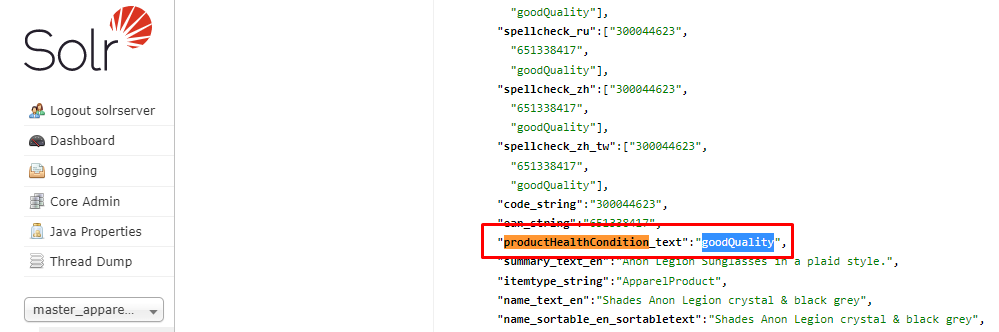 Solr
Logout solrserver
Dashboard
Logging
Core Admin
Java Properties
Thread Dump
master_appare...
"goodQuality"],
"spellcheck_ru":["300044623",
"651338417",
"goodQuality"],
"spellcheck_zh":["300044623",
"651338417",
"goodQuality"],
"spellcheck_zh_tw":["300044623",
"651338417",
"goodQuality"],
"code_string":"300044623",
"ean_string":"651338417",
"productHealthCondition_text":"goodQuality",
"summary_text_en":"Anon Legion Sunglasses in a plaid style.",
"itemtype_string":"ApparelProduct",
"name_text_en":"Shades Anon Legion crystal & black grey",
"name_sortable_en_sortabletext":"Shades Anon Legion crystal & black grey",